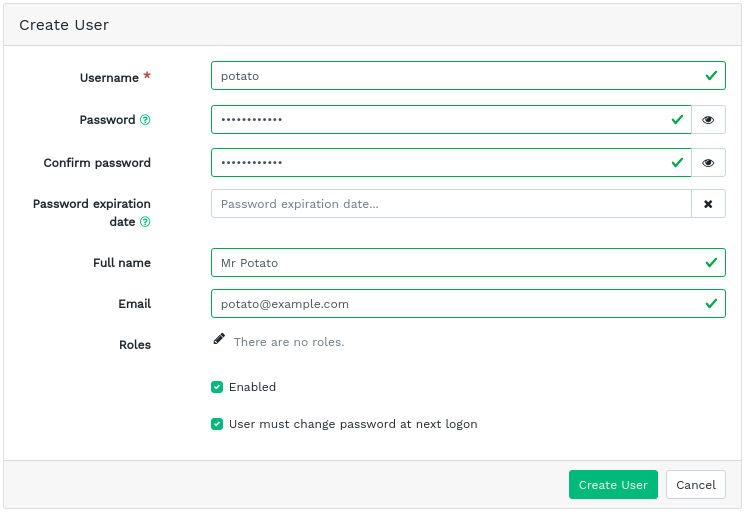 Create User
Username *
potato
Password
••••••••••••
Confirm password
••••••••••••
Password expiration
date
Password expiration date...
Full name
Mr Potato
Email
potato@example.com
Roles
There are no roles.
Enabled
User must change password at next logon
Create User
Cancel